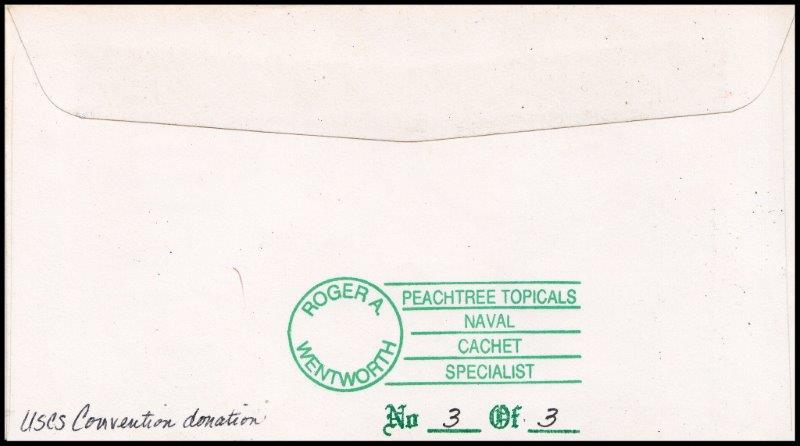 ROGER A.
WENTWORTH
PEACHTREE TOPICALS
NAVAL
CACHET
SPECIALIST
USCS Convention donation
No 3 Of 3